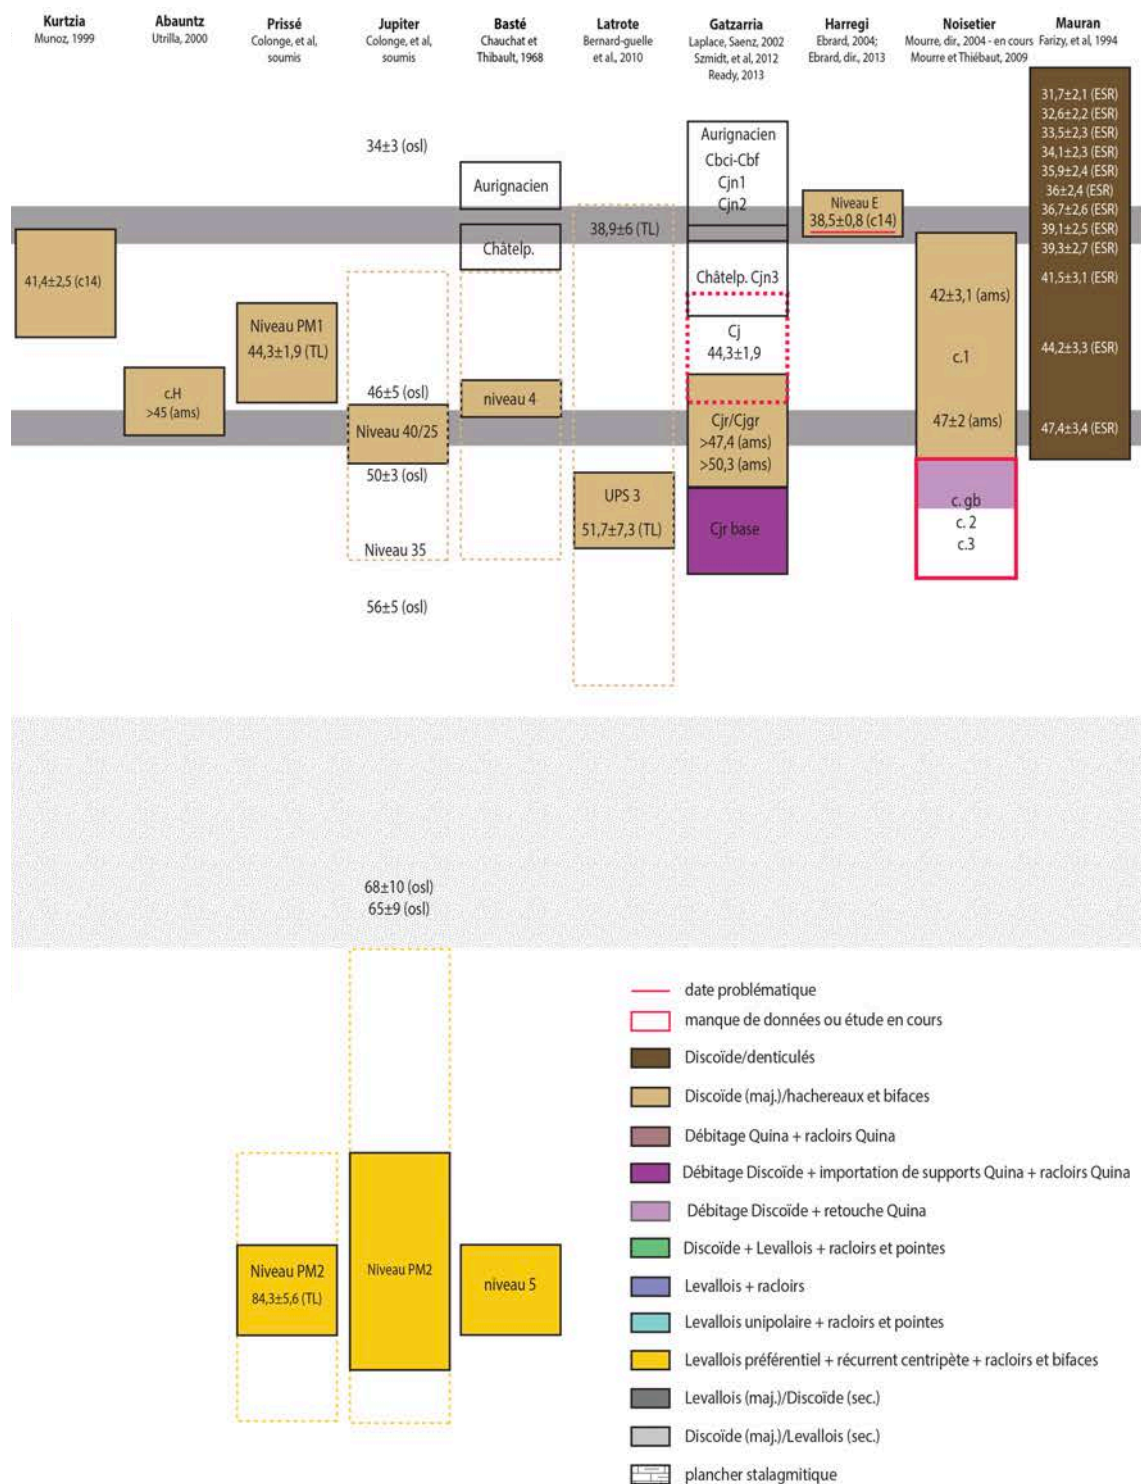 Kurtzia
Munoz, 1999
Abauntz
Utrilla, 2000
Prissé
Colonge, et al,
soumis
Jupiter
Colonge, et al,
soumis
Basté
Chauchat et
Thibault, 1968
Latrote
Bernard-guelle
et al., 2010
Gatzarria
Laplace, Saenz, 2002
Szmidt, et al, 2012
Ready, 2013
Harregi
Ebrard, 2004;
Ebrard, dir., 2013
Noisetier
Mourre, dir., 2004 - en cours
Mourre et Thiébaut, 2009
Mauran
Farizy, et al, 1994
41,4±2,5 (c14)
c.H
>45 (ams)
Niveau PM1
44,3±1,9 (TL)
34±3 (osl)
46±5 (osl)
Niveau 40/25
50±3 (osl)
Niveau 35
56±5 (osl)
68±10 (osl)
65±9 (osl)
Aurignacien
Châtelp.
niveau 4
38,9±6 (TL)
UPS 3
51,7±7,3 (TL)
Aurignacien
Cbci-Cbf
Cjn1
Cjn2
Châtelp. Cjn3
Cj
44,3±1,9
Cjr/Cjgr
>47,4 (ams)
>50,3 (ams)
Cjr base
Niveau E
38,5±0,8 (c14)
42±3,1 (ams)
c.1
47±2 (ams)
c. gb
c. 2
c.3
31,7±2,1 (ESR)
32,6±2,2 (ESR)
33,5±2,3 (ESR)
34,1±2,3 (ESR)
35,9±2,4 (ESR)
36±2,4 (ESR)
36,7±2,6 (ESR)
39,1±2,5 (ESR)
39,3±2,7 (ESR)
41,5±3,1 (ESR)
44,2±3,3 (ESR)
47,4±3,4 (ESR)
Niveau PM2
84,3±5,6 (TL)
Niveau PM2
niveau 5
date problématique
manque de données ou étude en cours
Discoïde/denticulés
Discoïde (maj.)/hachereaux et bifaces
Débitage Quina + racloirs Quina
Débitage Discoïde + importation de supports Quina + racloirs Quina
Débitage Discoïde + retouche Quina
Discoïde + Levallois + racloirs et pointes
Levallois + racloirs
Levallois unipolaire + racloirs et pointes
Levallois préférentiel + récurrent centripète + racloirs et bifaces
Levallois (maj.)/Discoïde (sec.)
Discoïde (maj.)/Levallois (sec.)
plancher stalagmitique